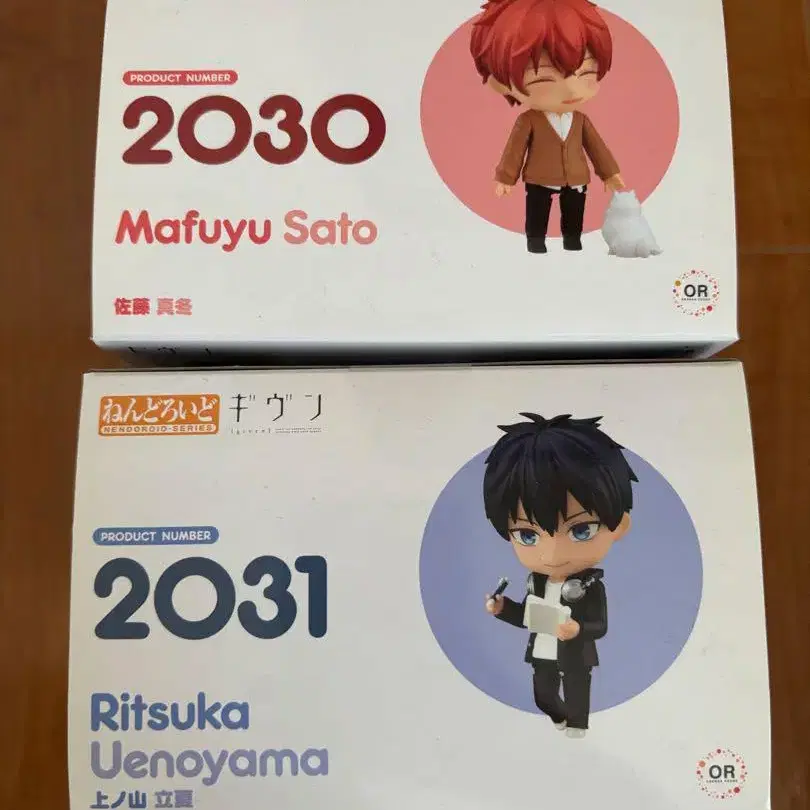 PRODUCT NUMBER
2030
Mafuyu Sato
佐藤 真冬
OR
ねんどろいど
NENDOROID-SERIES
ギヴン
[given]
PRODUCT NUMBER
2031
Ritsuka
Uenoyama
上ノ山 立夏
OR